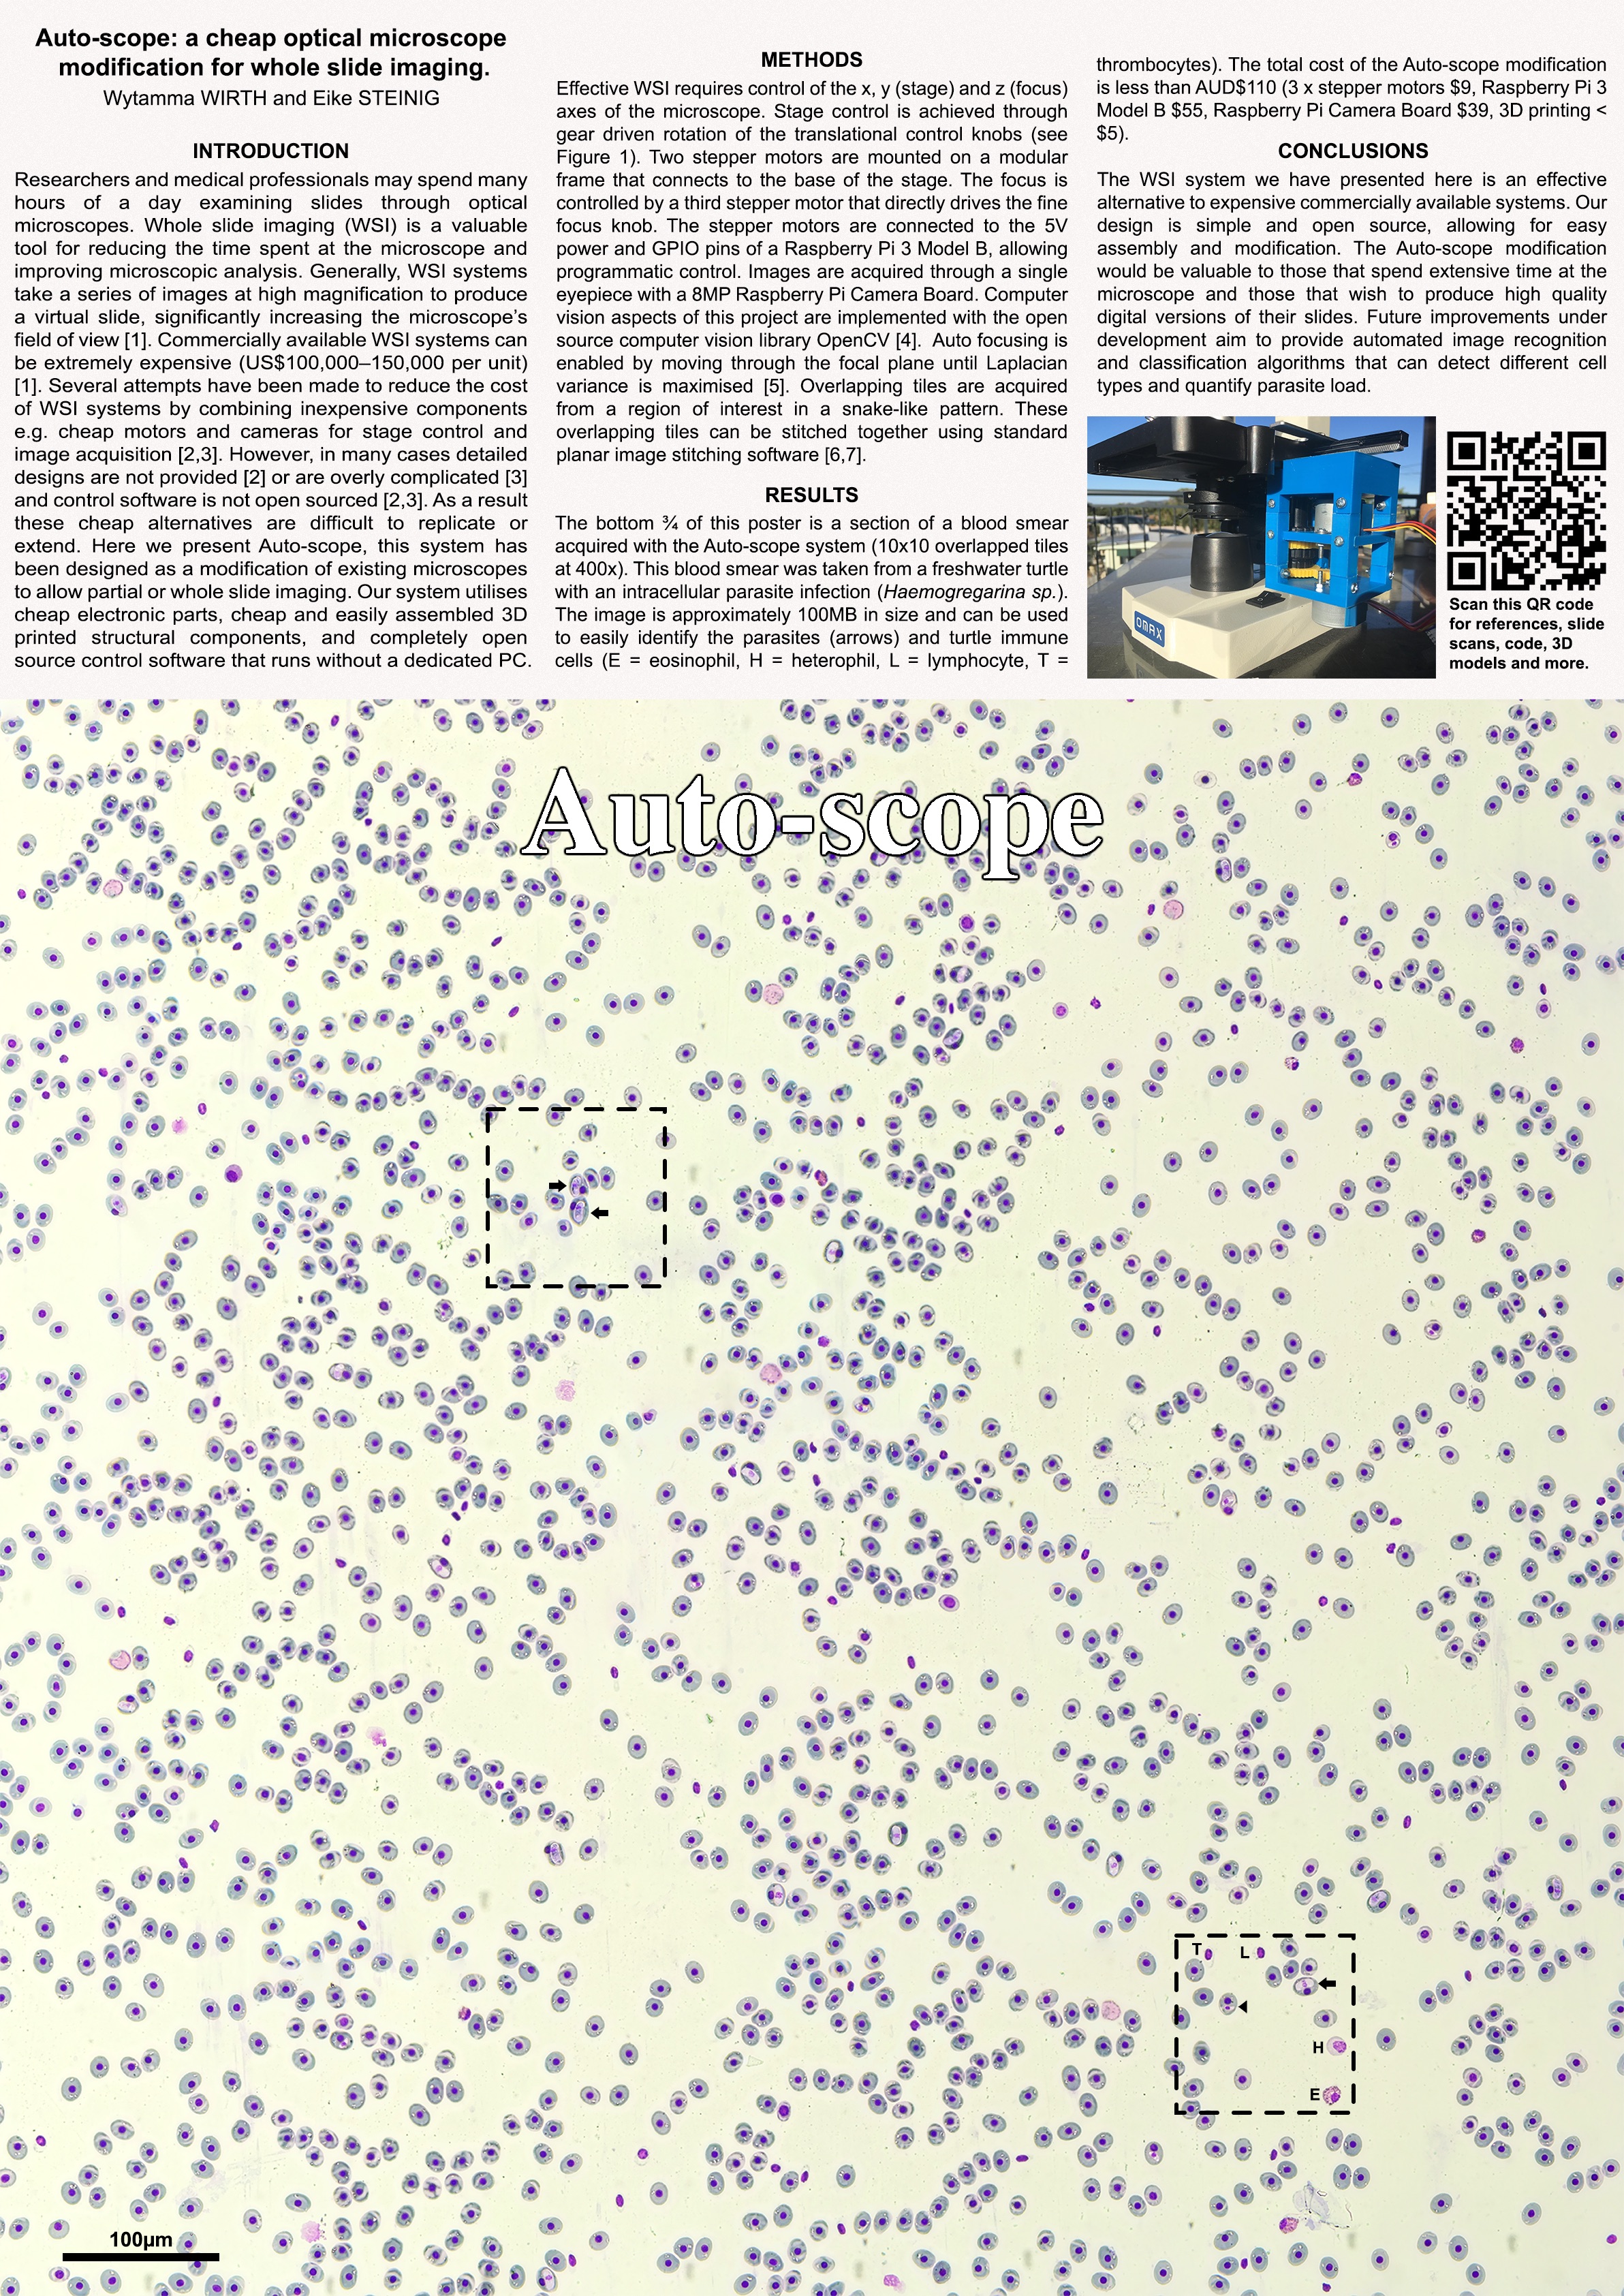 Auto-scope: a cheap optical microscope
modification for whole slide imaging.
Wytamma WIRTH and Eike STEINIG
INTRODUCTION
Researchers and medical professionals may spend many
hours of a day examining slides through optical
microscopes. Whole slide imaging (WSI) is a valuable
tool for reducing the time spent at the microscope and
improving microscopic analysis. Generally, WSI systems
take a series of images at high magnification to produce
a virtual slide, significantly increasing the microscope's
field of view [1]. Commercially available WSI systems can
be extremely expensive (US$100,000–150,000 per unit)
[1]. Several attempts have been made to reduce the cost
of WSI systems by combining inexpensive components
e.g. cheap motors and cameras for stage control and
image acquisition [2,3]. However, in many cases detailed
designs are not provided [2] or are overly complicated [3]
and control software is not open sourced [2,3]. As a result
these cheap alternatives are difficult to replicate or
extend. Here we present Auto-scope, this system has
been designed as a modification of existing microscopes
to allow partial or whole slide imaging. Our system utilises
cheap electronic parts, cheap and easily assembled 3D
printed structural components, and completely open
source control software that runs without a dedicated PC.
METHODS
Effective WSI requires control of the x, y (stage) and z (focus)
axes of the microscope. Stage control is achieved through
gear driven rotation of the translational control knobs (see
Figure 1). Two stepper motors are mounted on a modular
frame that connects to the base of the stage. The focus is
controlled by a third stepper motor that directly drives the fine
focus knob. The stepper motors are connected to the 5V
power and GPIO pins of a Raspberry Pi 3 Model B, allowing
programmatic control. Images are acquired through a single
eyepiece with a 8MP Raspberry Pi Camera Board. Computer
vision aspects of this project are implemented with the open
source computer vision library OpenCV [4]. Auto focusing is
enabled by moving through the focal plane until Laplacian
variance is maximised [5]. Overlapping tiles are acquired
from a region of interest in a snake-like pattern. These
overlapping tiles can be stitched together using standard
planar image stitching software [6,7].
RESULTS
The bottom ¾ of this poster is a section of a blood smear
acquired with the Auto-scope system (10x10 overlapped tiles
at 400x). This blood smear was taken from a freshwater turtle
with an intracellular parasite infection (Haemogregarina sp.).
The image is approximately 100MB in size and can be used
to easily identify the parasites (arrows) and turtle immune
cells (E = eosinophil, H = heterophil, L = lymphocyte, T =
thrombocytes). The total cost of the Auto-scope modification
is less than AUD$110 (3 x stepper motors $9, Raspberry Pi 3
Model B $55, Raspberry Pi Camera Board $39, 3D printing <
$5).
CONCLUSIONS
The WSI system we have presented here is an effective
alternative to expensive commercially available systems. Our
design is simple and open source, allowing for easy
assembly and modification. The Auto-scope modification
would be valuable to those that spend extensive time at the
microscope and those that wish to produce high quality
digital versions of their slides. Future improvements under
development aim to provide automated image recognition
and classification algorithms that can detect different cell
types and quantify parasite load.
OMAX
Scan this QR code
for references, slide
scans, code, 3D
models and more.
Auto-scope
T L
H
E
100µm